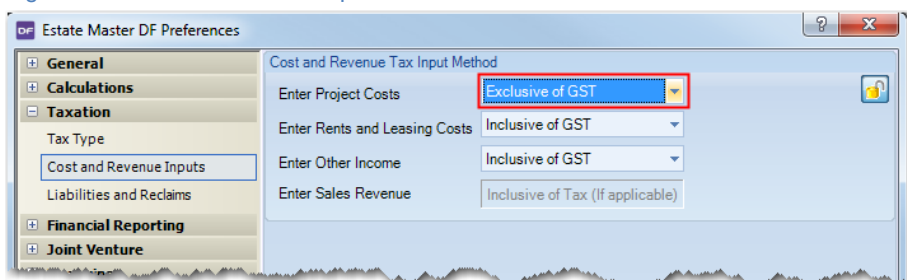 DF Estate Master DF Preferences
General
Calculations
Taxation
Tax Type
Cost and Revenue Inputs
Liabilities and Reclaims
Financial Reporting
Joint Venture
Cost and Revenue Tax Input Method
Enter Project Costs Exclusive of GST
Enter Rents and Leasing Costs Inclusive of GST
Enter Other Income Inclusive of GST
Enter Sales Revenue Inclusive of Tax (If applicable)